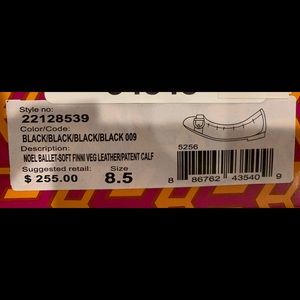 Style no:
22128539
Color/Code:
BLACK/BLACK/BLACK/BLACK 009
Description:
NOEL BALLET-SOFT FINNI VEG LEATHER/PATENT CALF
Suggested retail: Size
$ 255.00 8.5
5256
8 86762 43540 9